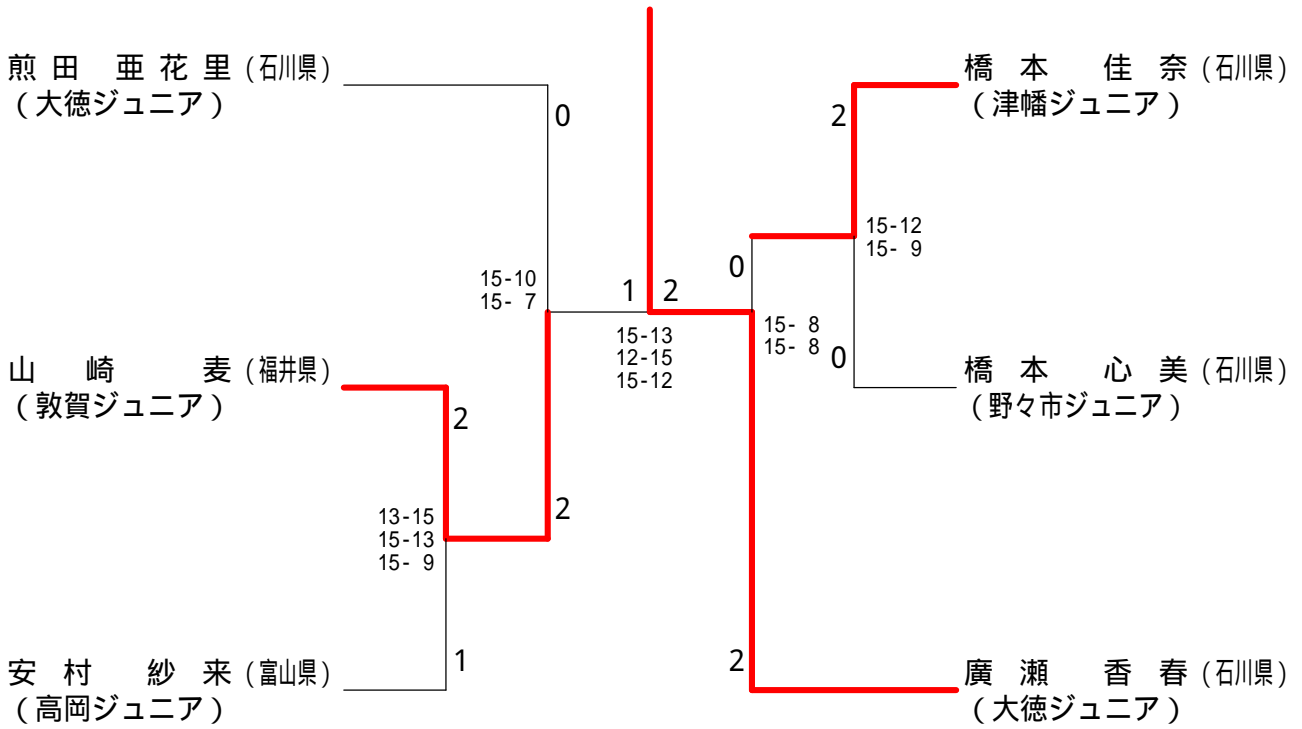 煎田 亜花里 (石川県)
(大徳ジュニア)
0
15-10
15- 7
山崎 麦 (福井県)
(敦賀ジュニア)
2
13-15
15-13
15- 9
2
安村 紗来 (富山県)
(高岡ジュニア)
1
1 2
15-13
12-15
15-12
橋本 佳奈 (石川県)
(津幡ジュニア)
2
15-12
15- 9
0
15- 8
15- 8
0
橋本 心美 (石川県)
(野々市ジュニア)
2
廣瀬 香春 (石川県)
(大徳ジュニア)